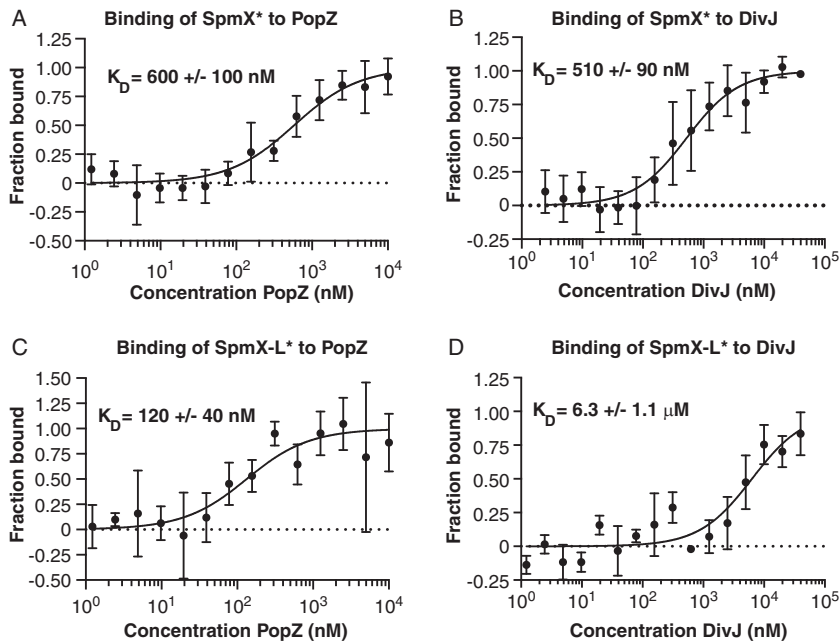 A
Binding of SpmX* to PopZ
K_D = 600 +/- 100 nM
Fraction bound
1.25
1.00
0.75
0.50
0.25
0
-0.25
-0.50
10^0 10^1 10^2 10^3 10^4
Concentration PopZ (nM)
B
Binding of SpmX* to DivJ
K_D = 510 +/- 90 nM
Fraction bound
1.25
1.00
0.75
0.50
0.25
0
-0.25
10^0 10^1 10^2 10^3 10^4 10^5
Concentration DivJ (nM)
C
Binding of SpmX-L* to PopZ
K_D = 120 +/- 40 nM
Fraction bound
1.50
1.25
1.00
0.75
0.50
0.25
0
-0.25
-0.50
10^0 10^1 10^2 10^3 10^4
Concentration PopZ (nM)
D
Binding of SpmX-L* to DivJ
K_D = 6.3 +/- 1.1 μM
Fraction bound
1.25
1.00
0.75
0.50
0.25
0
-0.25
10^0 10^1 10^2 10^3 10^4 10^5
Concentration DivJ (nM)